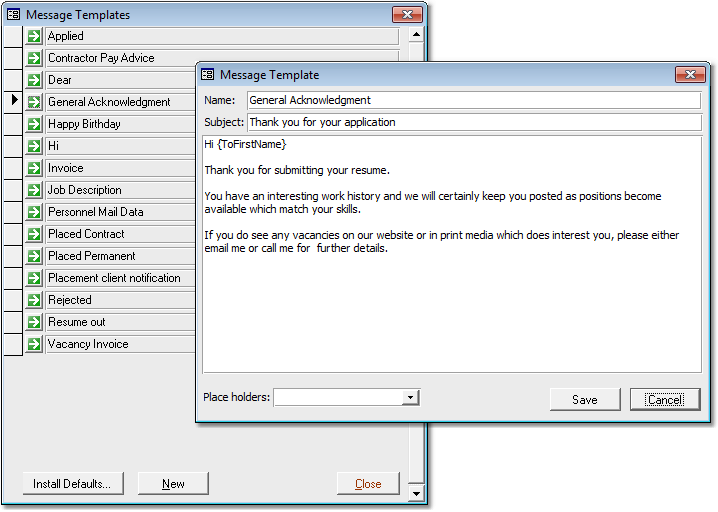 Message Templates
Applied
Contractor Pay Advice
Dear
General Acknowledgment
Happy Birthday
Hi
Invoice
Job Description
Personnel Mail Data
Placed Contract
Placed Permanent
Placement client notification
Rejected
Resume out
Vacancy Invoice
Install Defaults...
New
Close
Message Template
Name: General Acknowledgment
Subject: Thank you for your application
Hi {ToFirstName}
Thank you for submitting your resume.
You have an interesting work history and we will certainly keep you posted as positions become
available which match your skills.
If you do see any vacancies on our website or in print media which does interest you, please either
email me or call me for  further details.
Place holders:
Save
Cancel